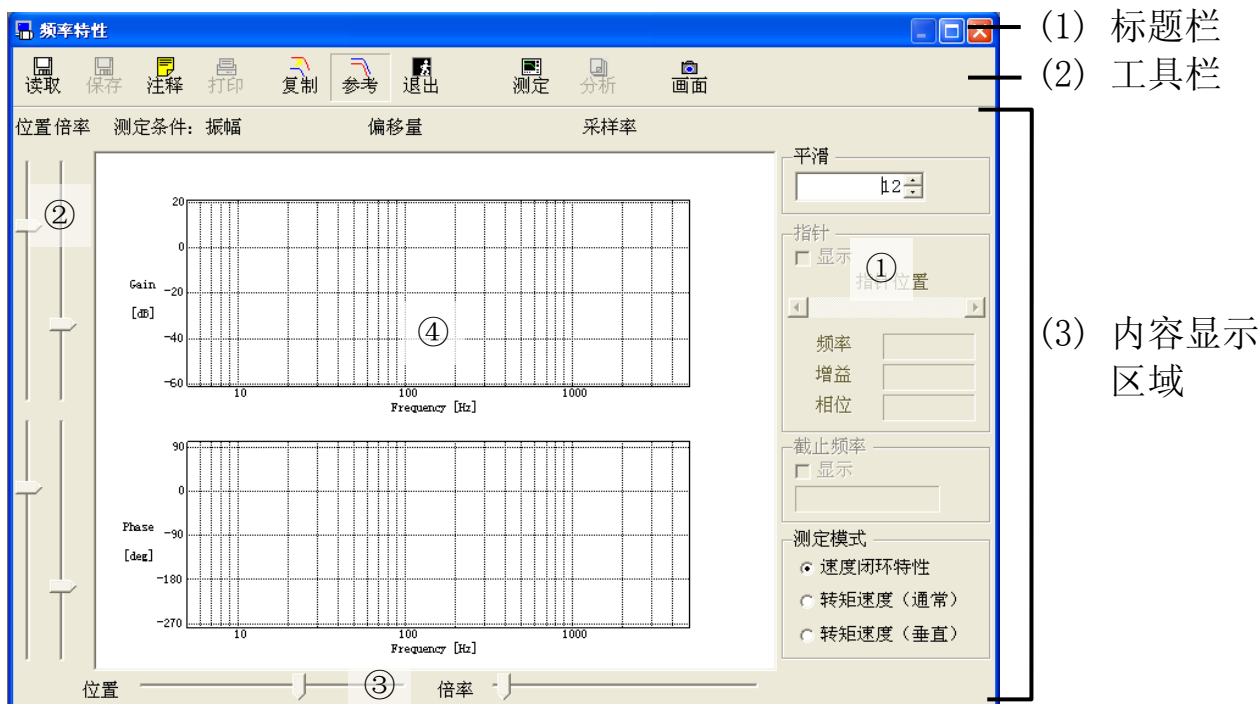 频率特性
(1) 标题栏
读取 保存 注释 打印 复制 参考 退出 测定 分析 画面
(2) 工具栏
位置 倍率 测定条件: 振幅 偏移量 采样率
平滑
12
②
20
0
Gain -20
[dB]
-40
-60
10 100 1000
Frequency [Hz]
④
指针
显示
①
指针位置
频率
增益
相位
(3) 内容显示
区域
90
0
Phase -90
[deg]
-180
-270
10 100 1000
Frequency [Hz]
截止频率
显示
测定模式
速度闭环特性
转矩速度（通常）
转矩速度（垂直）
位置 ③ 倍率